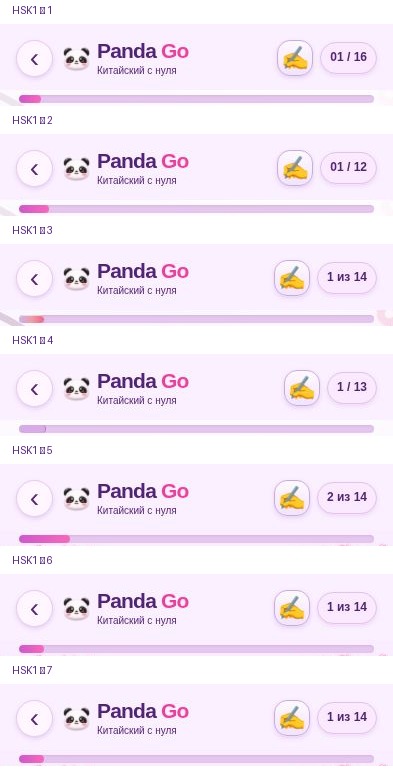 HSK1 1
Panda Go
Китайский с нуля
01 / 16
HSK1 2
Panda Go
Китайский с нуля
01 / 12
HSK1 3
Panda Go
Китайский с нуля
1 из 14
HSK1 4
Panda Go
Китайский с нуля
1 / 13
HSK1 5
Panda Go
Китайский с нуля
2 из 14
HSK1 6
Panda Go
Китайский с нуля
1 из 14
HSK1 7
Panda Go
Китайский с нуля
1 из 14